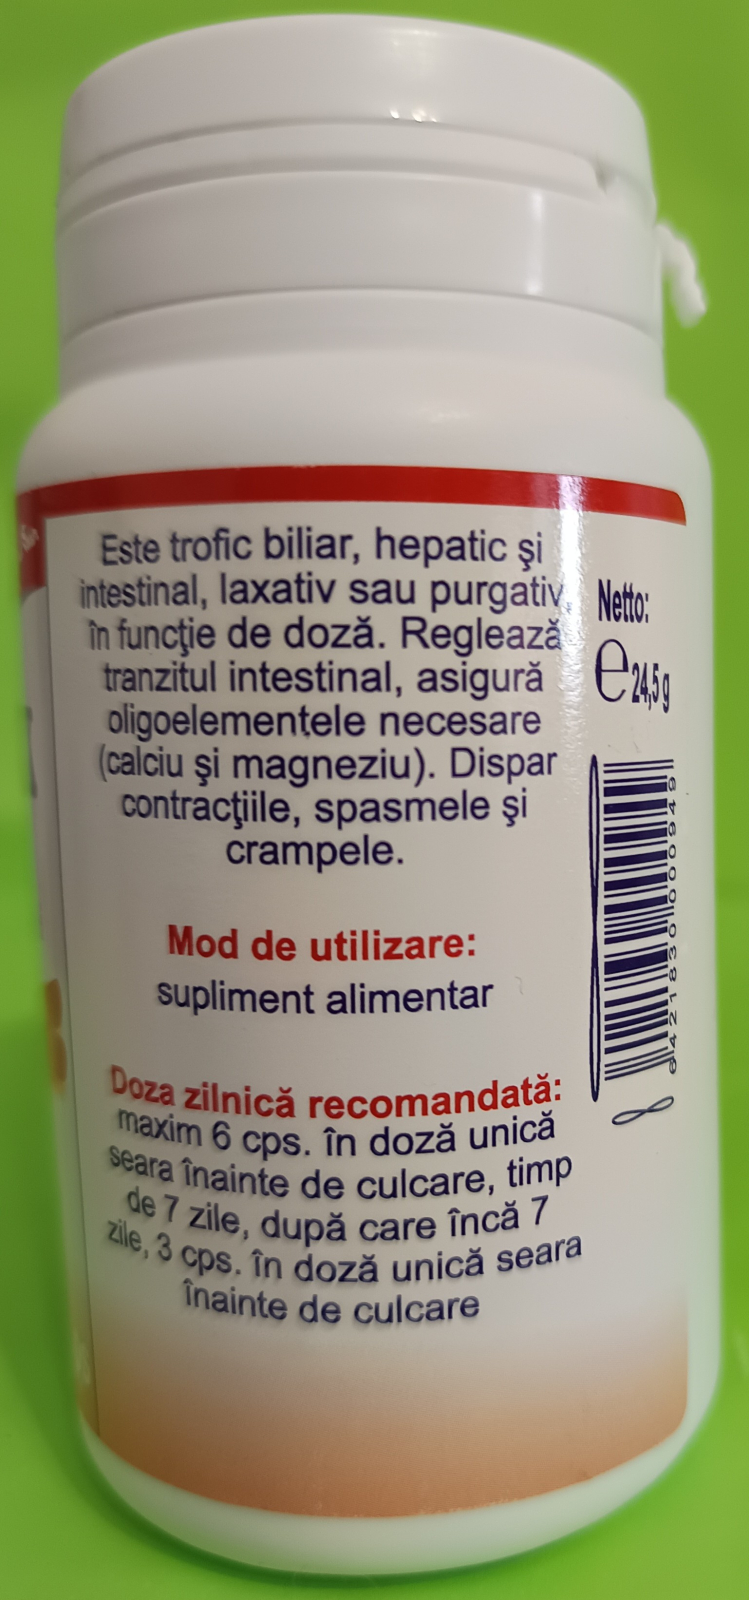 Este trofic biliar, hepatic şi
intestinal, laxativ sau purgativ,
în funcţie de doză. Reglează
tranzitul intestinal, asigură
oligoelementele necesare
(calciu şi magneziu). Dispar
contracţiile, spasmele şi
crampele.
Mod de utilizare:
supliment alimentar
Doza zilnică recomandată:
maxim 6 cps. în doză unică
seara înainte de culcare, timp
de 7 zile, după care încă 7
zile, 3 cps. în doză unică seara
înainte de culcare
Netto:
℮ 24,5 g
6421830000949